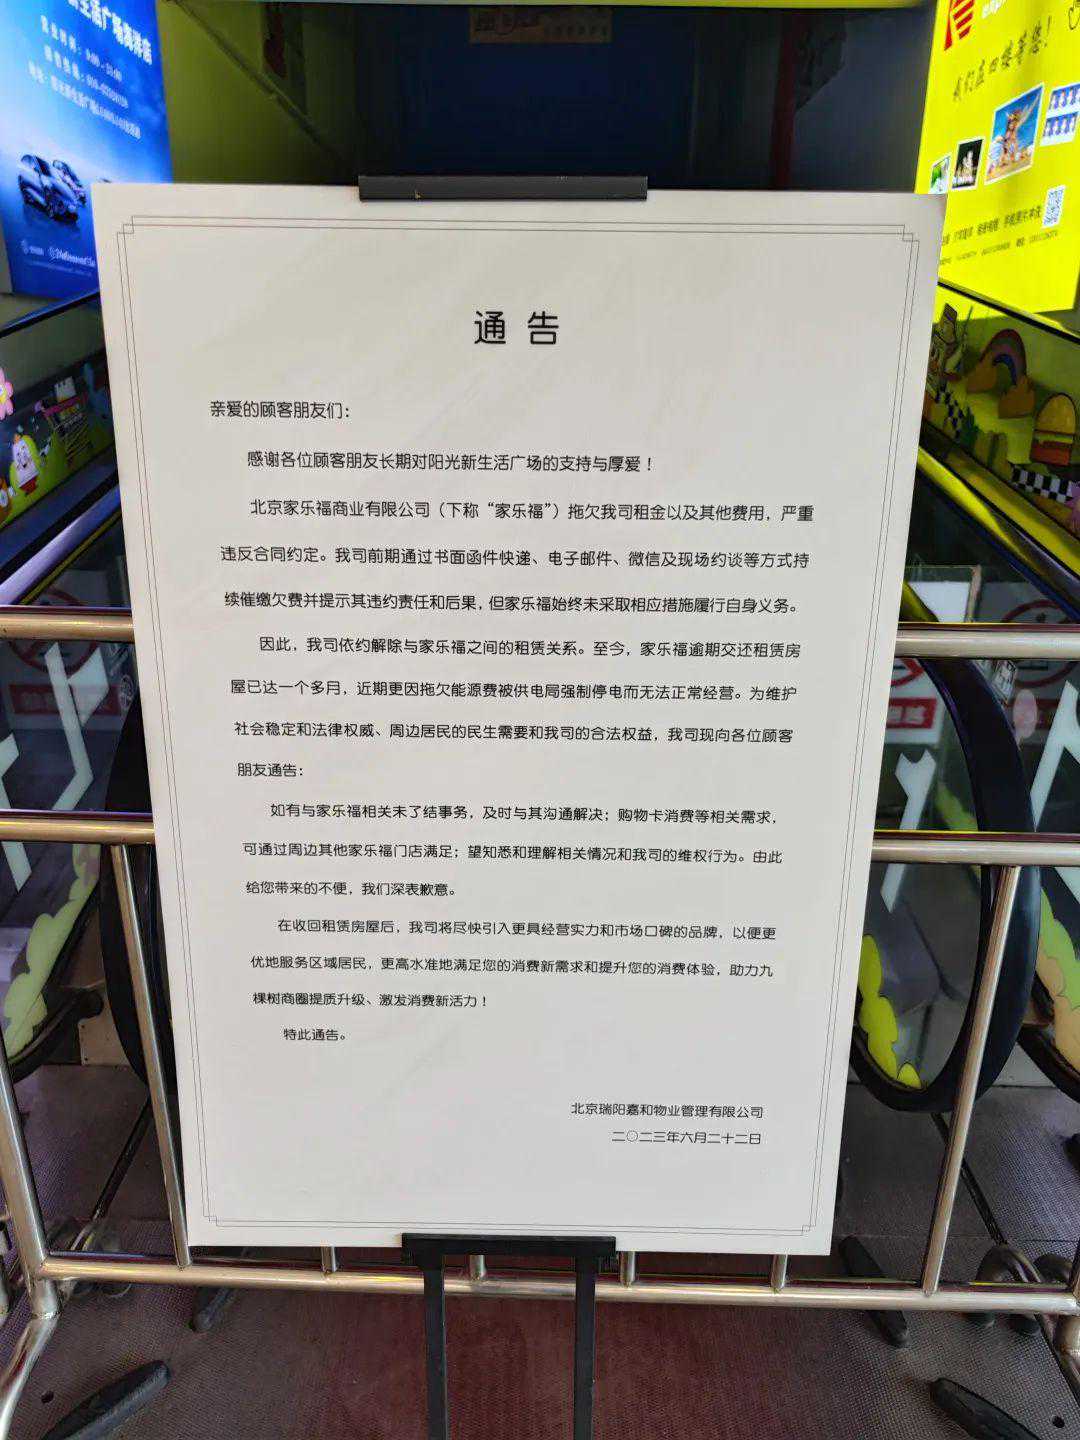 我们在四楼等您！
通 告
亲爱的顾客朋友们：
感谢各位顾客朋友长期对阳光新生活广场的支持与厚爱！
北京家乐福商业有限公司（下称“家乐福”）拖欠我司租金以及其他费用，严重
违反合同约定。我司前期通过书面函件快递、电子邮件、微信及现场约谈等方式持
续催缴欠费并提示其违约责任和后果，但家乐福始终未采取相应措施履行自身义务。
因此，我司依约解除与家乐福之间的租赁关系。至今，家乐福逾期交还租赁房
屋已达一个多月，近期更因拖欠能源费被供电局强制停电而无法正常经营。为维护
社会稳定和法律权威、周边居民的民生需要和我司的合法权益，我司现向各位顾客
朋友通告：
如有与家乐福相关未了结事务，及时与其沟通解决；购物卡消费等相关需求，
可通过周边其他家乐福门店满足；望知悉和理解相关情况和我司的维权行为。由此
给您带来的不便，我们深表歉意。
在收回租赁房屋后，我司将尽快引入更具经营实力和市场口碑的品牌，以便更
优地服务区域居民，更高水准地满足您的消费新需求和提升您的消费体验，助力九
棵树商圈提质升级、激发消费新活力！
特此通告。
北京瑞阳嘉和物业管理有限公司
二〇二三年六月二十二日